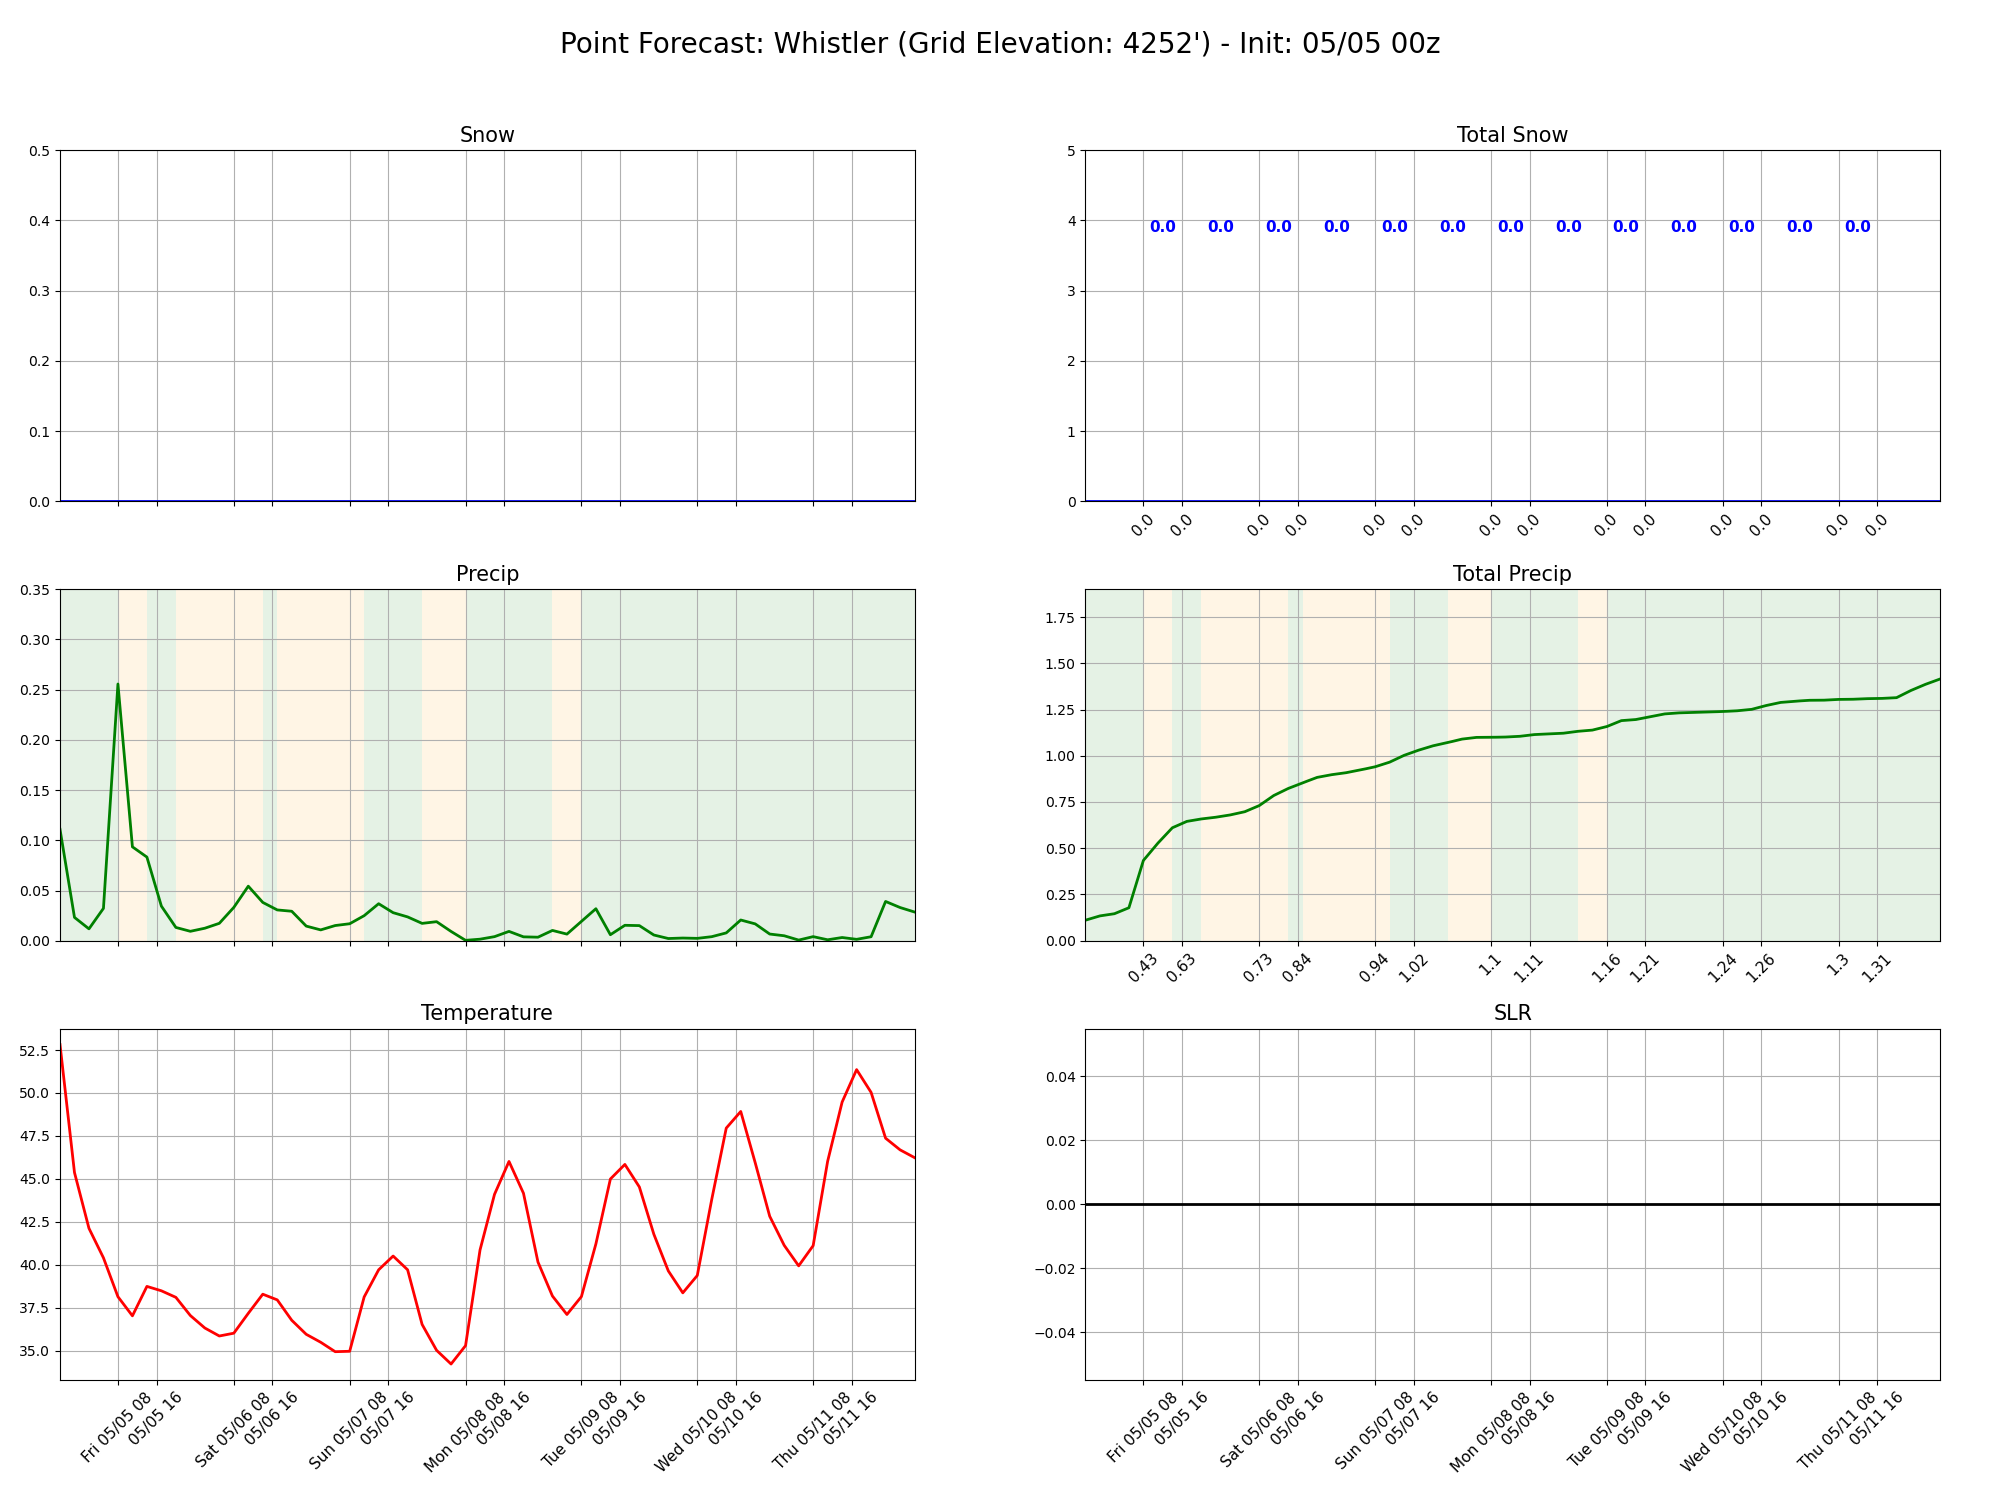 Point Forecast: Whistler (Grid Elevation: 4252') - Init: 05/05 00z
Snow
0.5
0.4
0.3
0.2
0.1
0.0
Total Snow
5
4
3
2
1
0
0.0 0.0 0.0 0.0 0.0 0.0 0.0 0.0 0.0 0.0 0.0 0.0 0.0
0.0 0.0 0.0 0.0 0.0 0.0 0.0 0.0 0.0 0.0 0.0 0.0 0.0 0.0
Precip
0.35
0.30
0.25
0.20
0.15
0.10
0.05
0.00
Total Precip
1.75
1.50
1.25
1.00
0.75
0.50
0.25
0.00
0.43 0.63 0.73 0.84 0.94 1.02 1.1 1.11 1.16 1.21 1.24 1.26 1.3 1.31
Temperature
52.5
50.0
47.5
45.0
42.5
40.0
37.5
35.0
Fri 05/05 08
05/05 16
Sat 05/06 08
05/06 16
Sun 05/07 08
05/07 16
Mon 05/08 08
05/08 16
Tue 05/09 08
05/09 16
Wed 05/10 08
05/10 16
Thu 05/11 08
05/11 16
SLR
0.04
0.02
0.00
−0.02
−0.04
Fri 05/05 08
05/05 16
Sat 05/06 08
05/06 16
Sun 05/07 08
05/07 16
Mon 05/08 08
05/08 16
Tue 05/09 08
05/09 16
Wed 05/10 08
05/10 16
Thu 05/11 08
05/11 16